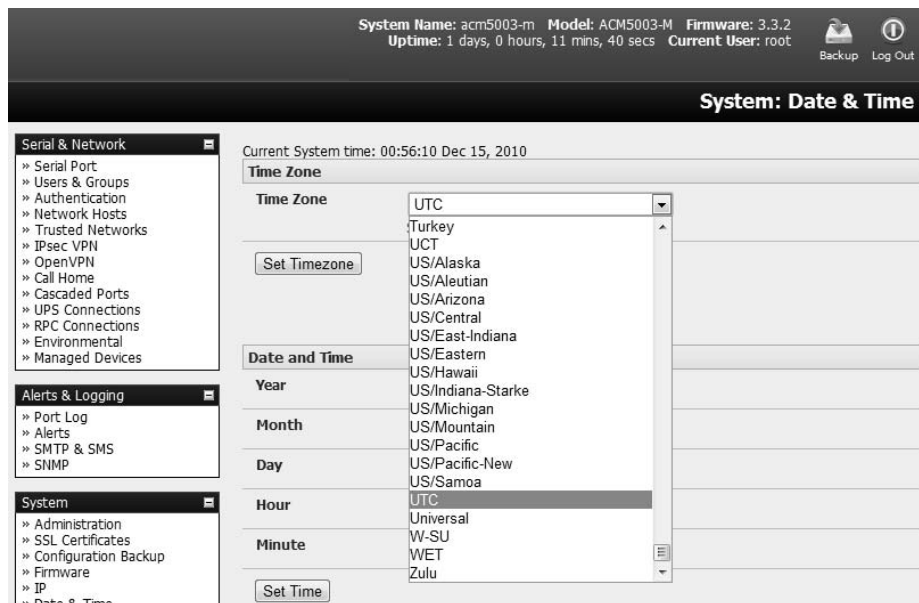 System Name: acm5003-m Model: ACM5003-M Firmware: 3.3.2
Uptime: 1 days, 0 hours, 11 mins, 40 secs Current User: root
Backup Log Out
System: Date & Time
Serial & Network
» Serial Port
» Users & Groups
» Authentication
» Network Hosts
» Trusted Networks
» IPsec VPN
» OpenVPN
» Call Home
» Cascaded Ports
» UPS Connections
» RPC Connections
» Environmental
» Managed Devices
Alerts & Logging
» Port Log
» Alerts
» SMTP & SMS
» SNMP
System
» Administration
» SSL Certificates
» Configuration Backup
» Firmware
» IP
» Date & Time
Current System time: 00:56:10 Dec 15, 2010
Time Zone
Time Zone
UTC
Turkey
UCT
US/Alaska
US/Aleutian
US/Arizona
US/Central
US/East-Indiana
US/Eastern
US/Hawaii
US/Indiana-Starke
US/Michigan
US/Mountain
US/Pacific
US/Pacific-New
US/Samoa
UTC
Universal
W-SU
WET
Zulu
Set Timezone
Date and Time
Year
Month
Day
Hour
Minute
Set Time